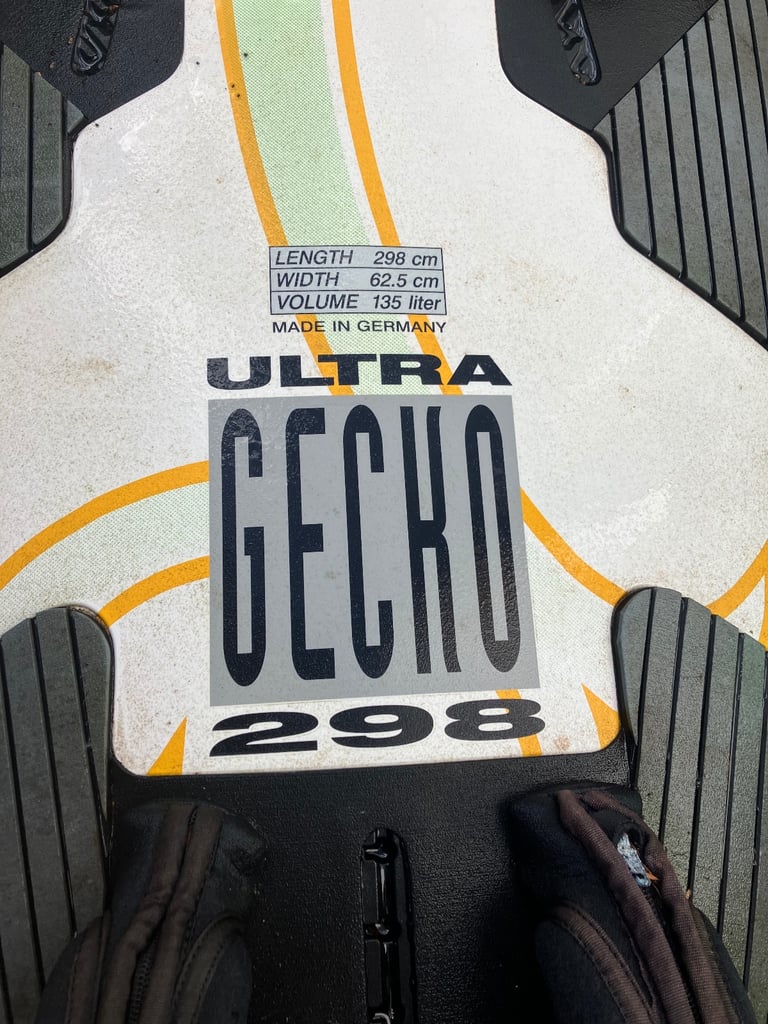 LENGTH 298 cm
WIDTH 62.5 cm
VOLUME 135 liter
MADE IN GERMANY
ULTRA
GECKO
298